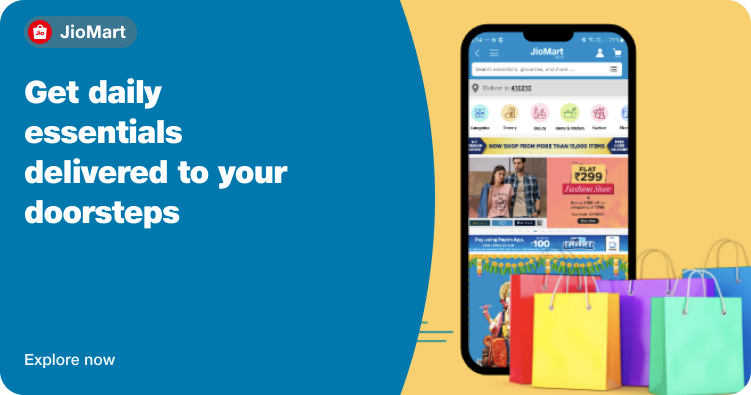 JioMart
Get daily
essentials
delivered to your
doorsteps
Explore now
JioMart
Search essentials, groceries, and more ...
Deliver to 410210
Categories
Grocery
Beauty
Home & Kitchen
Fashion
NOW SHOP FROM MORE THAN 15,000 ITEMS
FLAT
₹299
Fashion Store
Pay using Paytm App.
100